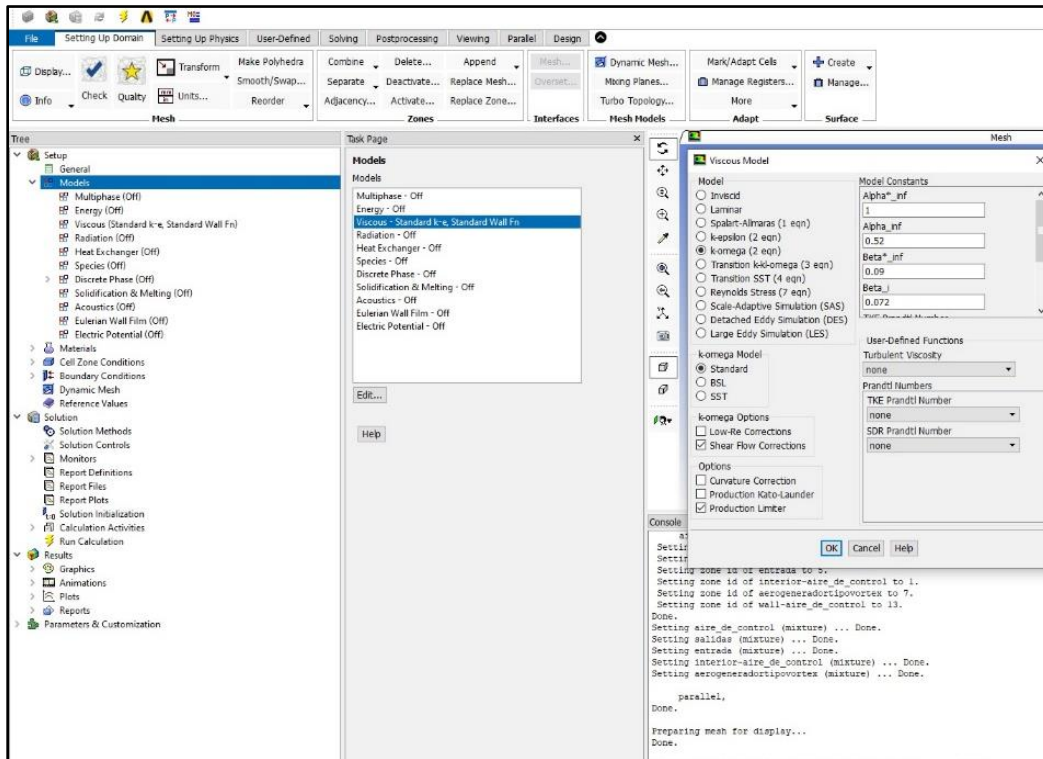 File Setting Up Domain Setting Up Physics User-Defined Solving Postprocessing Viewing Parallel Design
Display... Transform Make Polyhedra Combine Delete... Append Mesh... Dynamic Mesh... Mark/Adapt Cells Create
Smooth/Swap... Separate Deactivate... Replace Mesh... Overset... Mixing Planes... Manage Registers... Manage...
Info Check Quality Units... Reorder Adjacency... Activate... Replace Zone... Turbo Topology... More
Mesh Zones Interfaces Mesh Models Adapt Surface
Tree
Setup
General
Models
Multiphase (Off)
Energy (Off)
Viscous (Standard k-e, Standard Wall Fn)
Radiation (Off)
Heat Exchanger (Off)
Species (Off)
Discrete Phase (Off)
Solidification & Melting (Off)
Acoustics (Off)
Eulerian Wall Film (Off)
Electric Potential (Off)
Materials
Cell Zone Conditions
Boundary Conditions
Dynamic Mesh
Reference Values
Solution
Solution Methods
Solution Controls
Monitors
Report Definitions
Report Files
Report Plots
Solution Initialization
Calculation Activities
Run Calculation
Results
Graphics
Animations
Plots
Reports
Parameters & Customization
Task Page
Models
Models
Multiphase - Off
Energy - Off
Viscous - Standard k-e, Standard Wall Fn
Radiation - Off
Heat Exchanger - Off
Species - Off
Discrete Phase - Off
Solidification & Melting - Off
Acoustics - Off
Eulerian Wall Film - Off
Electric Potential - Off
Edit...
Help
Mesh
Viscous Model
Model
Inviscid
Laminar
Spalart-Allmaras (1 eqn)
k-epsilon (2 eqn)
k-omega (2 eqn)
Transition k-kl-omega (3 eqn)
Transition SST (4 eqn)
Reynolds Stress (7 eqn)
Scale-Adaptive Simulation (SAS)
Detached Eddy Simulation (DES)
Large Eddy Simulation (LES)
k-omega Model
Standard
BSL
SST
k-omega Options
Low-Re Corrections
Shear Flow Corrections
Options
Curvature Correction
Production Kato-Launder
Production Limiter
Model Constants
Alpha*_inf
1
Alpha_inf
0.52
Beta*_inf
0.09
Beta_i
0.072
User-Defined Functions
Turbulent Viscosity
none
Prandtl Numbers
TKE Prandtl Number
none
SDR Prandtl Number
none
OK Cancel Help
Console
Setting zone id of entrada to 5.
Setting zone id of interior-aire_de_control to 1.
Setting zone id of aerogeneradortipovortex to 7.
Setting zone id of wall-aire_de_control to 13.
Done.
Setting aire_de_control (mixture) ... Done.
Setting salidas (mixture) ... Done.
Setting entrada (mixture) ... Done.
Setting interior-aire_de_control (mixture) ... Done.
Setting aerogeneradortipovortex (mixture) ... Done.
parallel,
Done.
Preparing mesh for display...
Done.